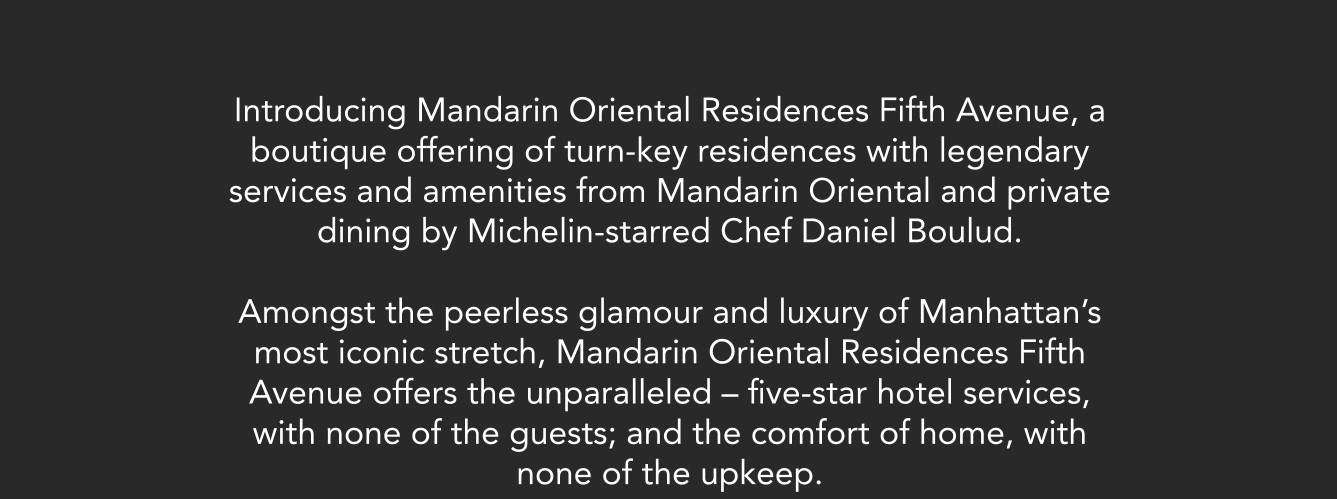 Introducing Mandarin Oriental Residences Fifth Avenue, a
boutique offering of turn-key residences with legendary
services and amenities from Mandarin Oriental and private
dining by Michelin-starred Chef Daniel Boulud.
Amongst the peerless glamour and luxury of Manhattan’s
most iconic stretch, Mandarin Oriental Residences Fifth
Avenue offers the unparalleled – five-star hotel services,
with none of the guests; and the comfort of home, with
none of the upkeep.